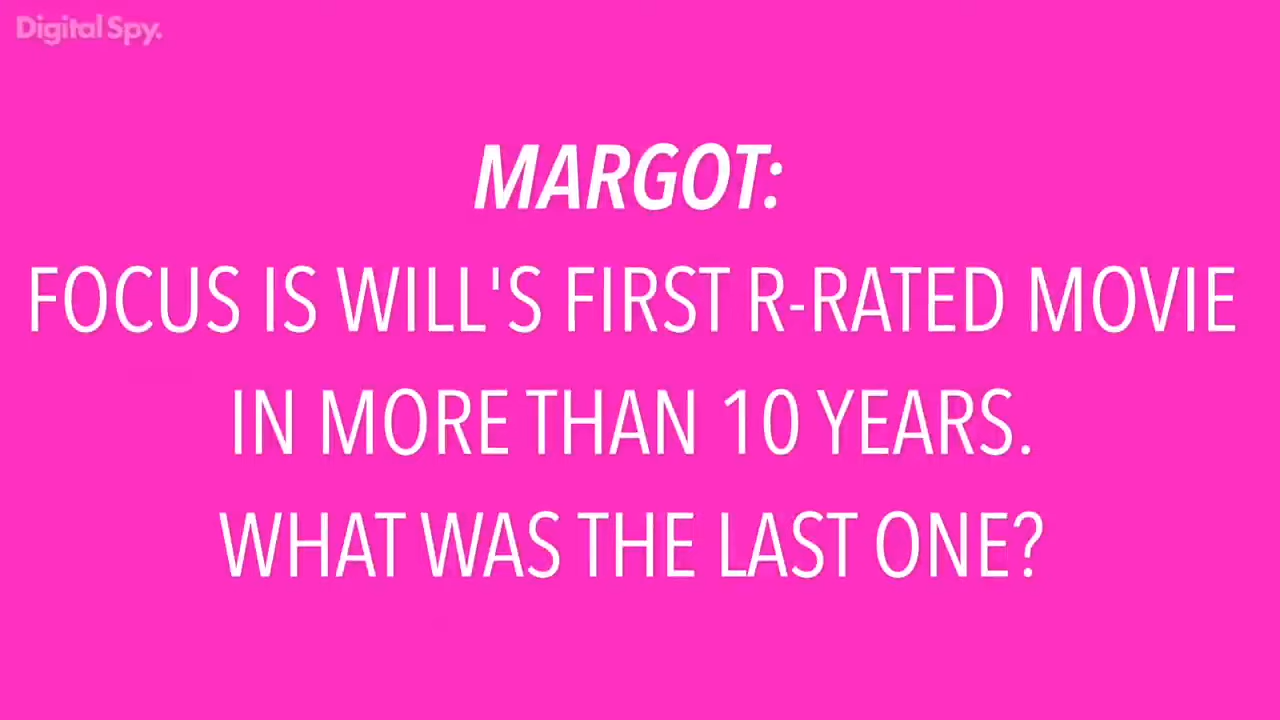 Digital Spy.
MARGOT:
FOCUS IS WILL'S FIRST R-RATED MOVIE
IN MORE THAN 10 YEARS.
WHAT WAS THE LAST ONE?